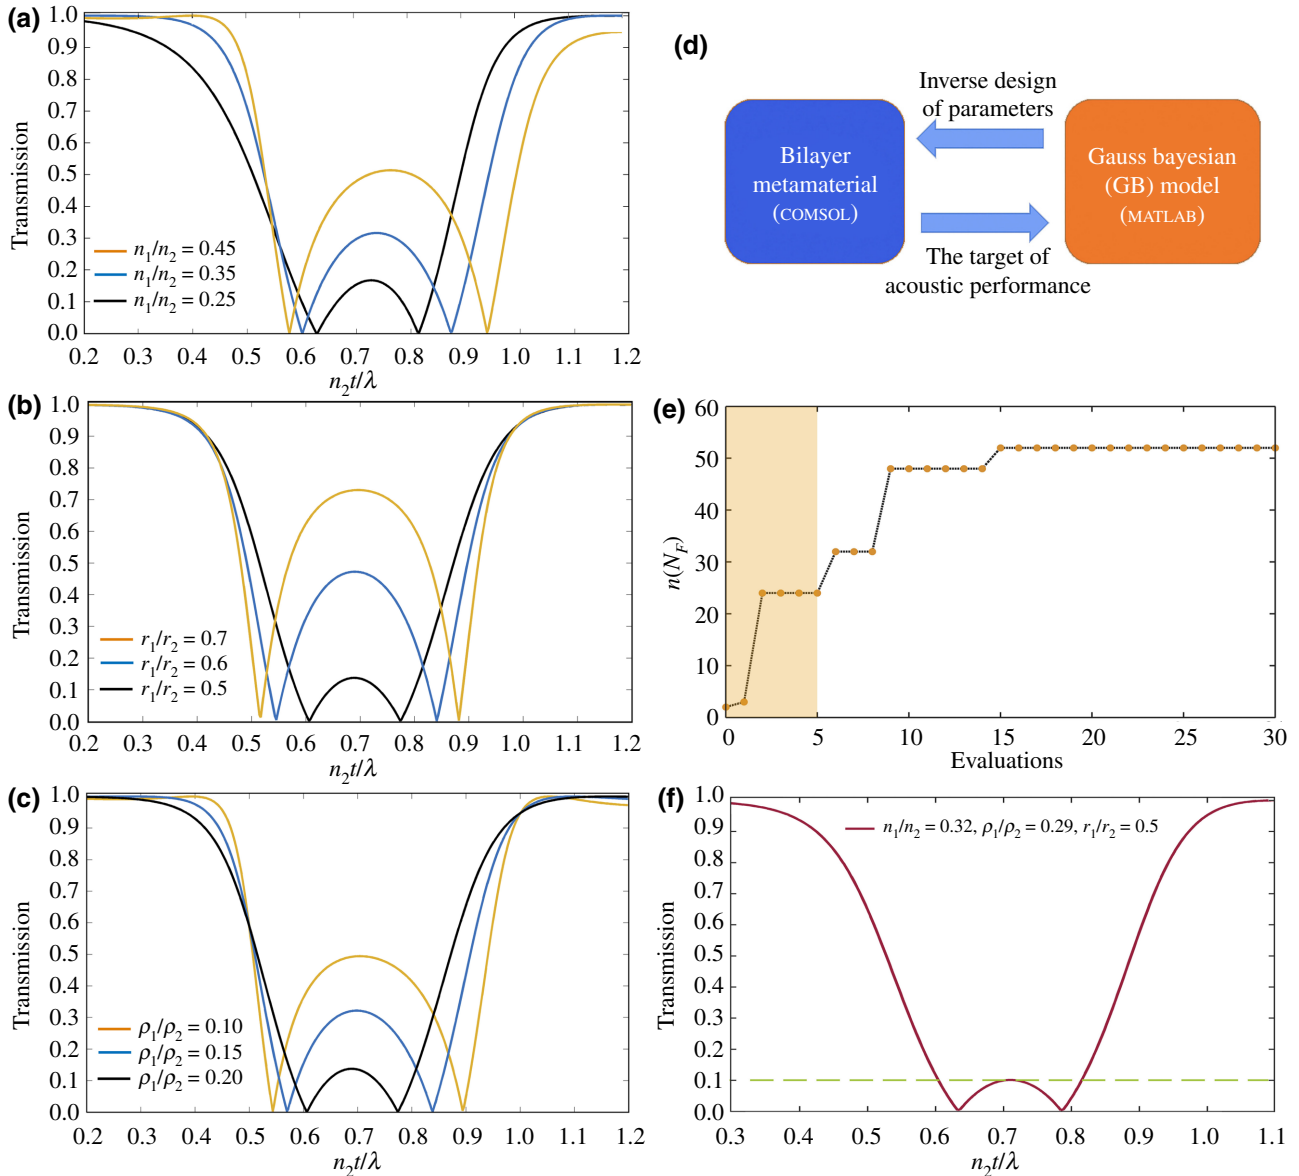 (a)
1.0
0.9
0.8
0.7
0.6
0.5
0.4
0.3
0.2
0.1
0.0
Transmission
n₁/n₂ = 0.45
n₁/n₂ = 0.35
n₁/n₂ = 0.25
0.2 0.3 0.4 0.5 0.6 0.7 0.8 0.9 1.0 1.1 1.2
n₂t/λ
(d)
Inverse design
of parameters
Bilayer
metamaterial
(COMSOL)
Gauss bayesian
(GB) model
(MATLAB)
The target of
acoustic performance
(b)
1.0
0.9
0.8
0.7
0.6
0.5
0.4
0.3
0.2
0.1
0.0
Transmission
r₁/r₂ = 0.7
r₁/r₂ = 0.6
r₁/r₂ = 0.5
0.2 0.3 0.4 0.5 0.6 0.7 0.8 0.9 1.0 1.1 1.2
n₂t/λ
(e)
60
50
40
30
20
10
0
n(N_F)
0 5 10 15 20 25 30
Evaluations
(c)
1.0
0.9
0.8
0.7
0.6
0.5
0.4
0.3
0.2
0.1
0.0
Transmission
ρ₁/ρ₂ = 0.10
ρ₁/ρ₂ = 0.15
ρ₁/ρ₂ = 0.20
0.2 0.3 0.4 0.5 0.6 0.7 0.8 0.9 1.0 1.1 1.2
n₂t/λ
(f)
1.0
0.9
0.8
0.7
0.6
0.5
0.4
0.3
0.2
0.1
0.0
Transmission
n₁/n₂ = 0.32, ρ₁/ρ₂ = 0.29, r₁/r₂ = 0.5
0.3 0.4 0.5 0.6 0.7 0.8 0.9 1.0 1.1
n₂t/λ